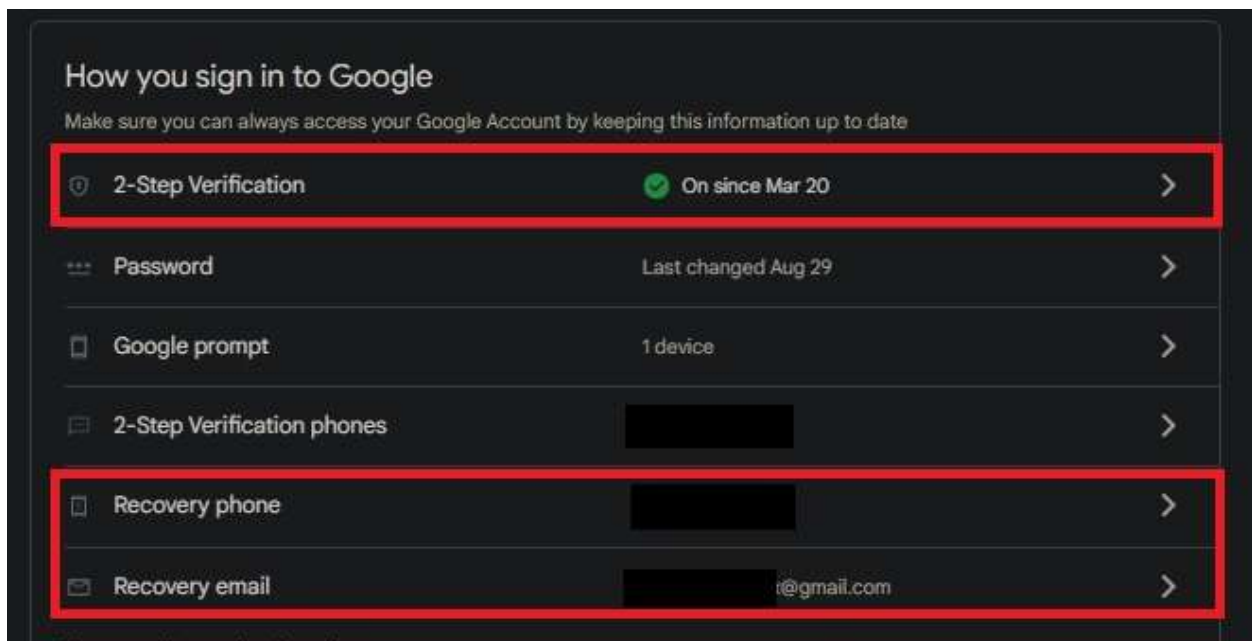 How you sign in to Google
Make sure you can always access your Google Account by keeping this information up to date
2-Step Verification On since Mar 20
Password Last changed Aug 29
Google prompt 1 device
2-Step Verification phones
Recovery phone
Recovery email @gmail.com